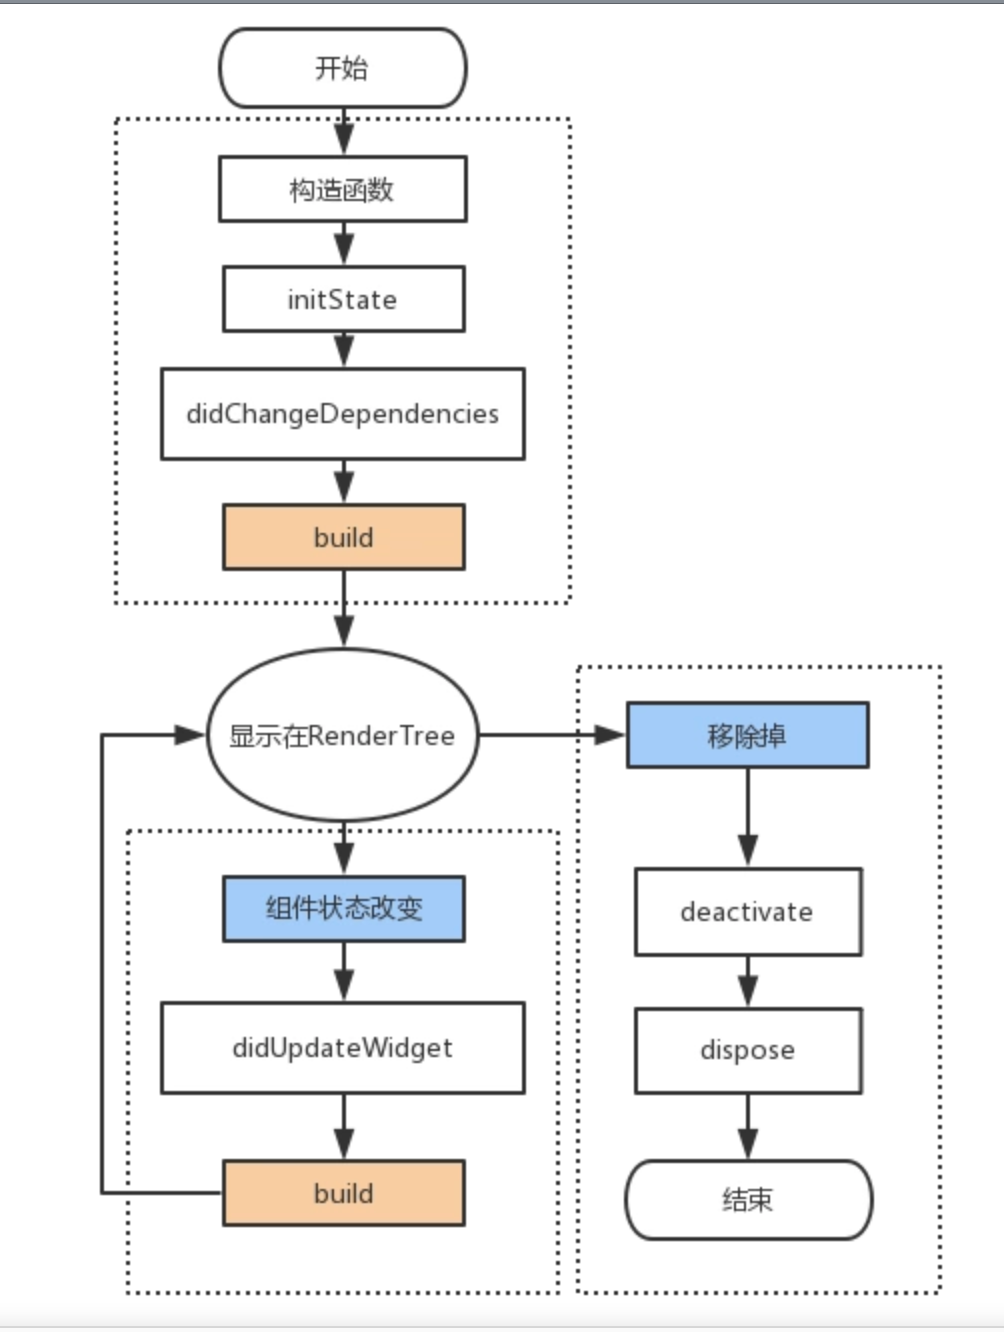 开始
构造函数
initState
didChangeDependencies
build
显示在RenderTree
移除掉
组件状态改变
deactivate
didUpdateWidget
dispose
build
结束